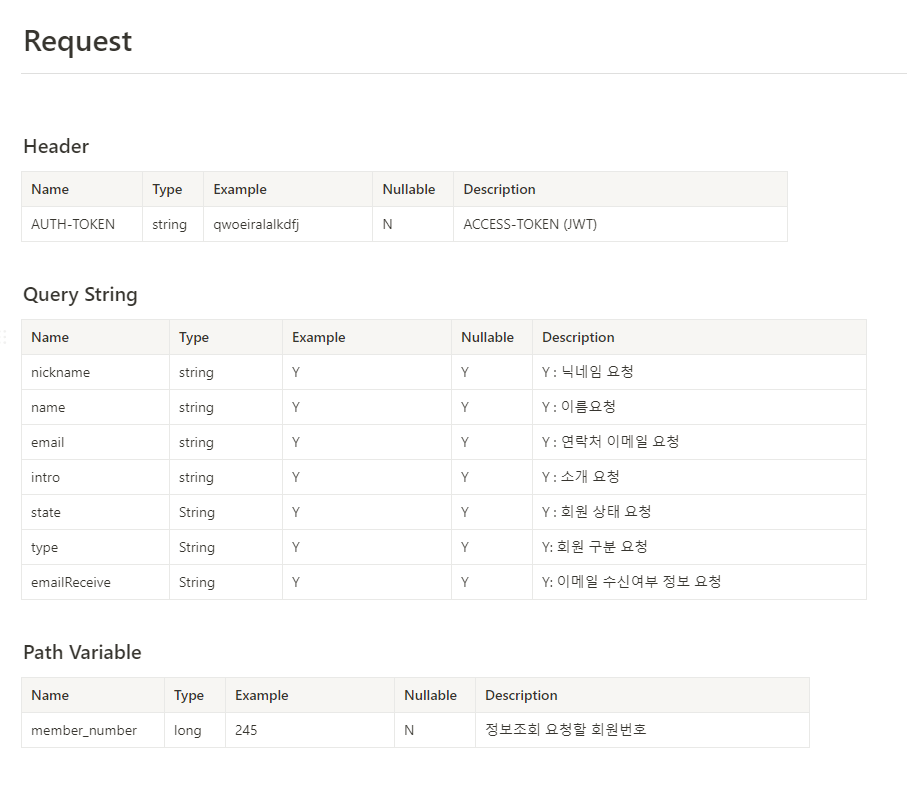 Request
Header
Name Type Example Nullable Description
AUTH-TOKEN string qwoeiralalkdfj N ACCESS-TOKEN (JWT)
Query String
Name Type Example Nullable Description
nickname string Y Y Y : 닉네임 요청
name string Y Y Y : 이름요청
email string Y Y Y : 연락처 이메일 요청
intro string Y Y Y : 소개 요청
state String Y Y Y : 회원 상태 요청
type String Y Y Y: 회원 구분 요청
emailReceive String Y Y Y: 이메일 수신여부 정보 요청
Path Variable
Name Type Example Nullable Description
member_number long 245 N 정보조회 요청할 회원번호